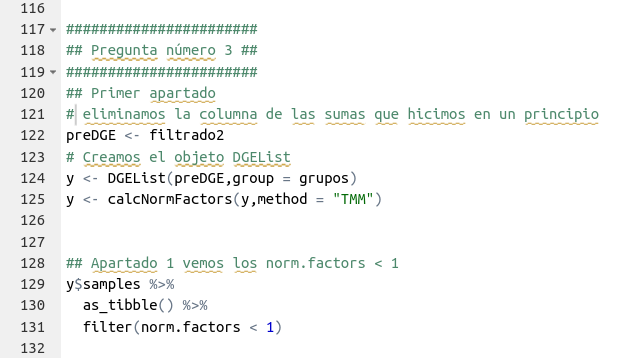 116
117 #######################
118 ## Pregunta número 3 ##
119 #######################
120 ## Primer apartado
121 # eliminamos la columna de las sumas que hicimos en un principio
122 preDGE <- filtrado2
123 # Creamos el objeto DGEList
124 y <- DGEList(preDGE,group = grupos)
125 y <- calcNormFactors(y,method = "TMM")
126
127
128 ## Apartado 1 vemos los norm.factors < 1
129 y$samples %>%
130   as_tibble() %>%
131   filter(norm.factors < 1)
132